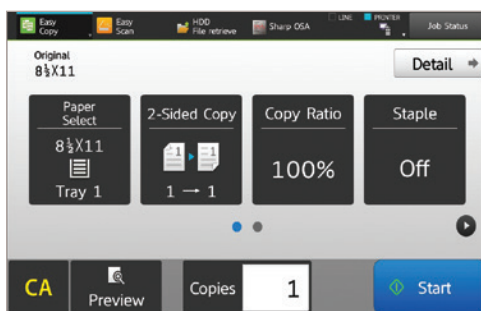 Easy Copy
Easy Scan
HDD File retrieve
Sharp OSA
LINE
PRINTER
Job Status
Original
8½X11
Detail
Paper Select
8½X11
Tray 1
2-Sided Copy
1 1
1 → 1
Copy Ratio
100%
Staple
Off
CA
Preview
Copies
1
Start